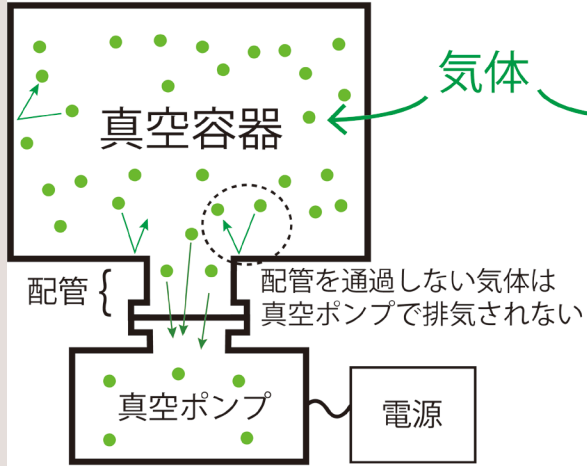 気体
真空容器
配管
配管を通過しない気体は
真空ポンプで排気されない
真空ポンプ
電源